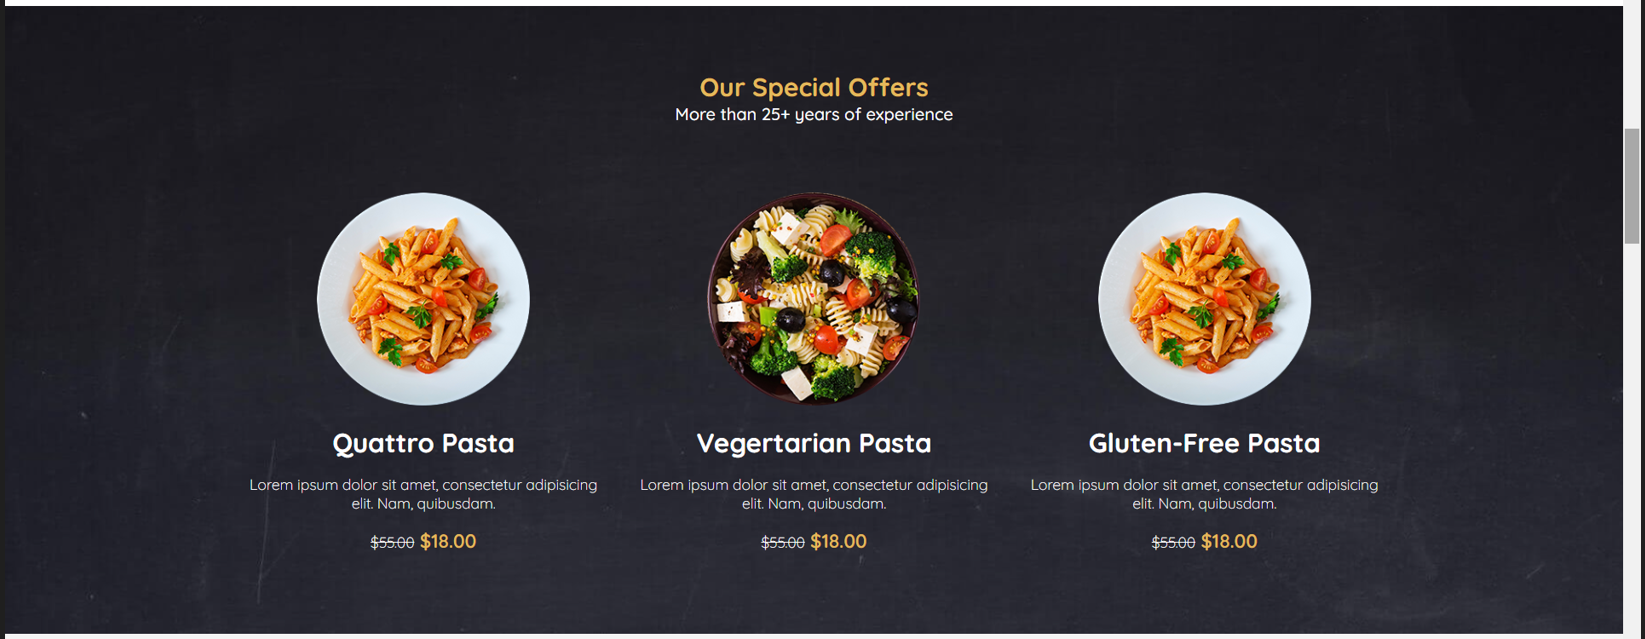 Our Special Offers
More than 25+ years of experience
Quattro Pasta
Lorem ipsum dolor sit amet, consectetur adipisicing
elit. Nam, quibusdam.
$55.00 $18.00
Vegertarian Pasta
Lorem ipsum dolor sit amet, consectetur adipisicing
elit. Nam, quibusdam.
$55.00 $18.00
Gluten-Free Pasta
Lorem ipsum dolor sit amet, consectetur adipisicing
elit. Nam, quibusdam.
$55.00 $18.00